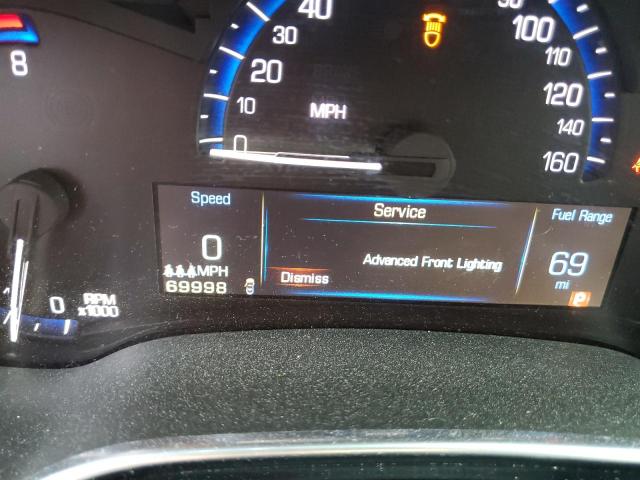 40
30
20
10
0
MPH
90
100
110
120
140
160
8
Speed
0
MPH
69998
Service
Advanced Front Lighting
Dismiss
Fuel Range
69
mi
P
0
RPM
x1000